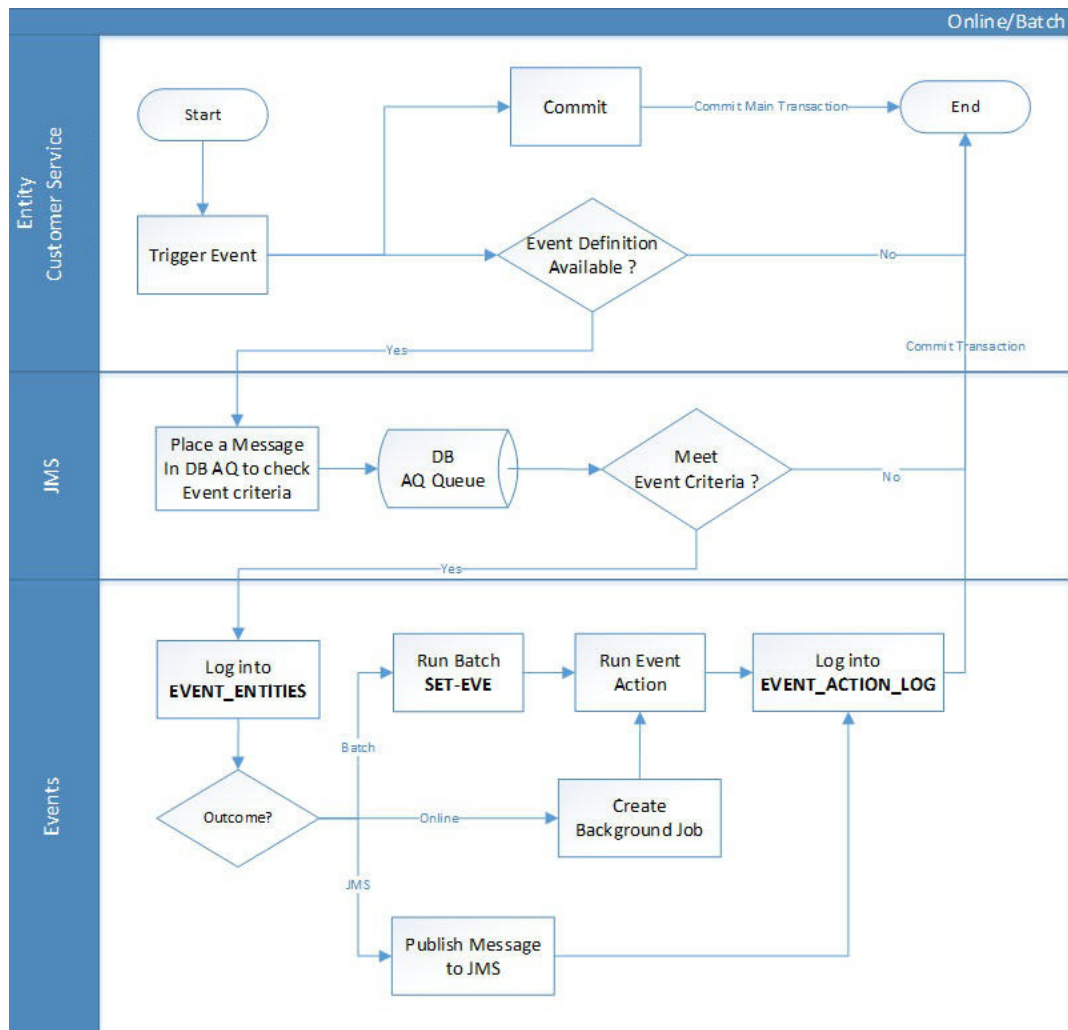 Online/Batch
Entity
Customer Service
Start
Commit
Commit Main Transaction
End
Trigger Event
Event Definition
Available ?
No
Yes
Commit Transaction
JMS
Place a Message
In DB AQ to check
Event criteria
DB
AQ Queue
Meet
Event Criteria ?
No
Yes
Events
Log into
EVENT_ENTITIES
Run Batch
SET-EVE
Run Event
Action
Log into
EVENT_ACTION_LOG
Batch
Outcome?
Online
Create
Background Job
JMS
Publish Message
to JMS